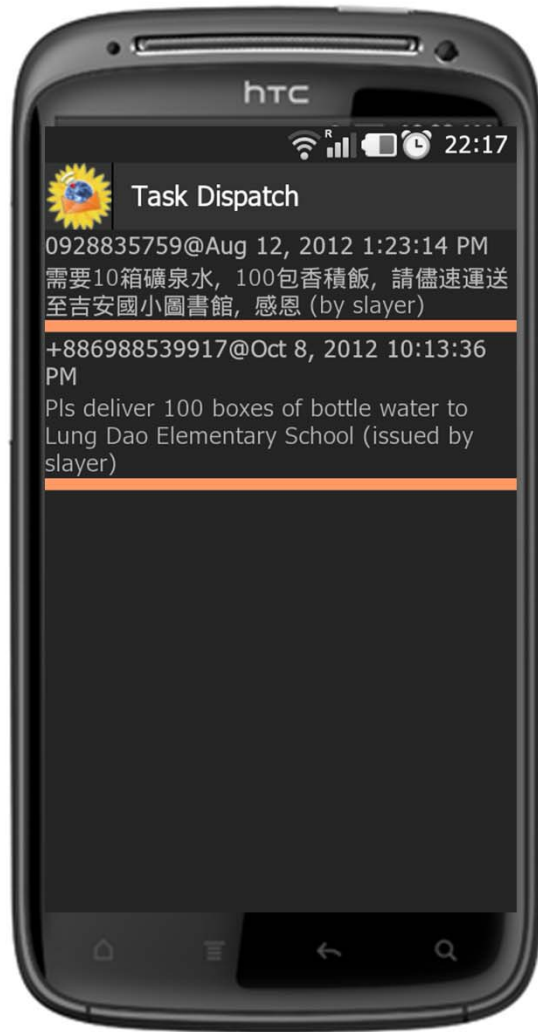 hTC
R
22:17
Task Dispatch
0928835759@Aug 12, 2012 1:23:14 PM
需要10箱礦泉水, 100包香積飯, 請儘速運送
至吉安國小圖書館, 感恩 (by slayer)
+886988539917@Oct 8, 2012 10:13:36
PM
Pls deliver 100 boxes of bottle water to
Lung Dao Elementary School (issued by
slayer)